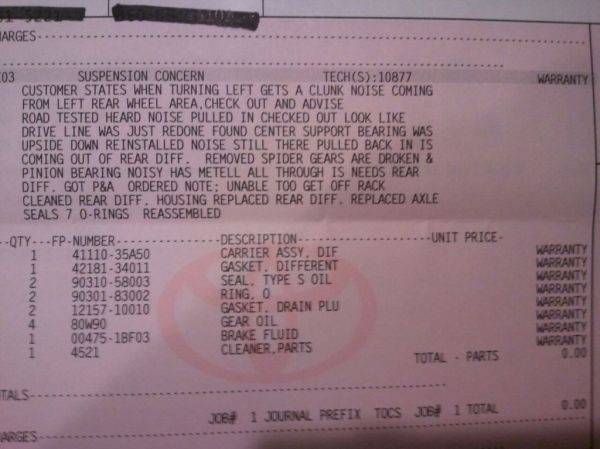 ARGES
03 SUSPENSION CONCERN TECH(S):10877 WARRANTY
CUSTOMER STATES WHEN TURNING LEFT GETS A CLUNK NOISE COMING
FROM LEFT REAR WHEEL AREA,CHECK OUT AND ADVISE
ROAD TESTED HEARD NOISE PULLED IN CHECKED OUT LOOK LIKE
DRIVE LINE WAS JUST REDONE FOUND CENTER SUPPORT BEARING WAS
UPSIDE DOWN REINSTALLED NOISE STILL THERE PULLED BACK IN IS
COMING OUT OF REAR DIFF. REMOVED SPIDER GEARS ARE DROKEN &
PINION BEARING NOISY HAS METELL ALL THROUGH IS NEEDS REAR
DIFF. GOT P&A ORDERED NOTE; UNABLE TOO GET OFF RACK
CLEANED REAR DIFF. HOUSING REPLACED REAR DIFF. REPLACED AXLE
SEALS 7 O-RINGS REASSEMBLED
--QTY---FP-NUMBER---------------DESCRIPTION--------------------UNIT PRICE-
1 41110-35A50 CARRIER ASSY, DIF WARRANTY
1 42181-34011 GASKET, DIFFERENT WARRANTY
2 90310-58003 SEAL, TYPE S OIL WARRANTY
2 90301-83002 RING, O WARRANTY
2 12157-10010 GASKET, DRAIN PLU WARRANTY
4 80W90 GEAR OIL WARRANTY
1 00475-1BF03 BRAKE FLUID WARRANTY
1 4521 CLEANER,PARTS WARRANTY
TOTAL - PARTS 0.00
TALS
JOB# 1 JOURNAL PREFIX TOCS JOB# 1 TOTAL 0.00
ARGES